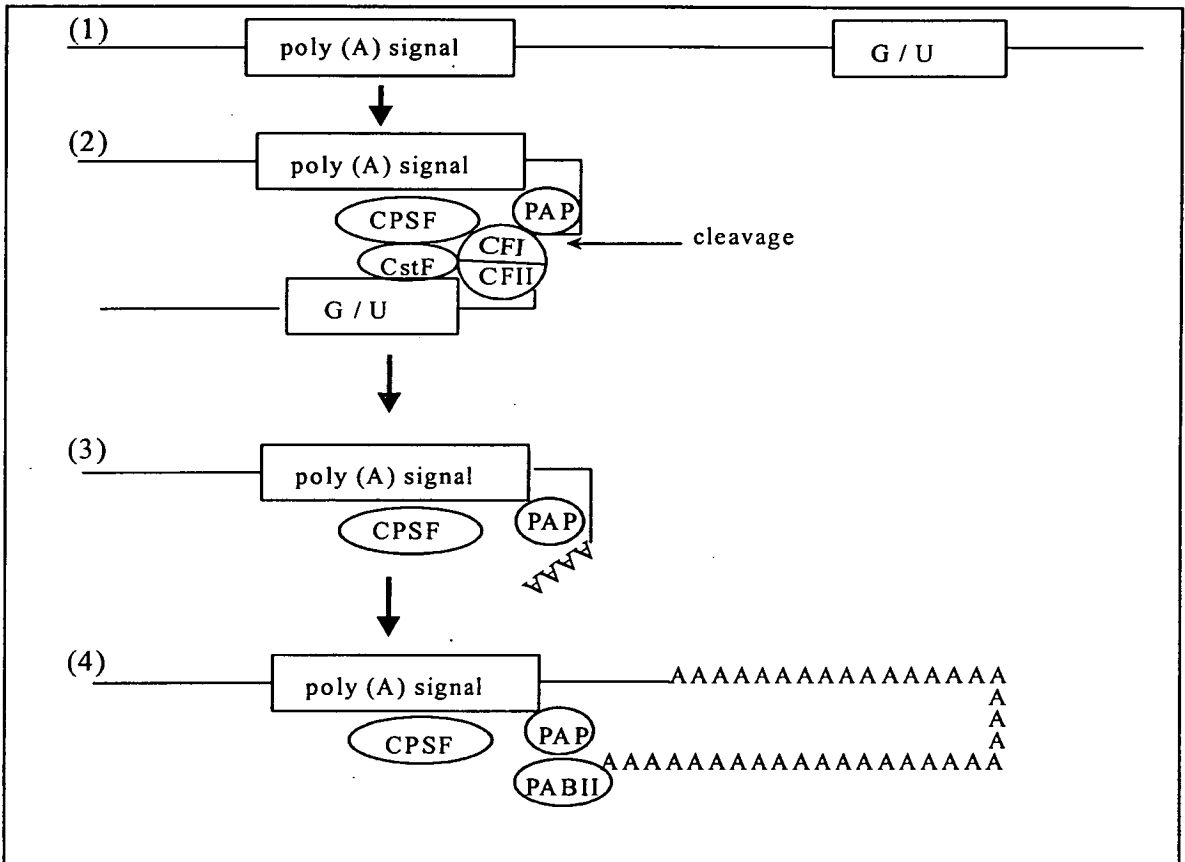 (1)
poly (A) signal
G / U
(2)
poly (A) signal
CPSF
PAP
CFI
cleavage
CstF
CFII
G / U
(3)
poly (A) signal
CPSF
PAP
AAAA
(4)
poly (A) signal
AAAAAAAAAAAAAAAA
A
A
A
CPSF
PAP
AAAAAAAAAAAAAAAAAAA
PABII